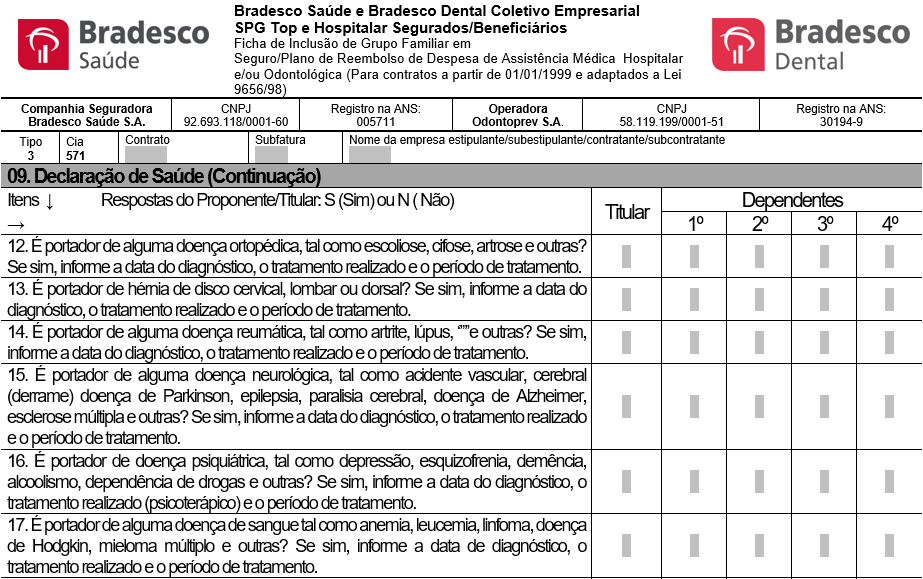 Bradesco
Saúde
Bradesco Saúde e Bradesco Dental Coletivo Empresarial
SPG Top e Hospitalar Segurados/Beneficiários
Ficha de Inclusão de Grupo Familiar em
Seguro/Plano de Reembolso de Despesa de Assistência Médica Hospitalar
e/ou Odontológica (Para contratos a partir de 01/01/1999 e adaptados a Lei
9656/98)
Bradesco
Dental
Companhia Seguradora
Bradesco Saúde S.A.
CNPJ
92.693.118/0001-60
Registro na ANS:
005711
Operadora
Odontoprev S.A.
CNPJ
58.119.199/0001-51
Registro na ANS:
30194-9
Tipo
3
Cia
571
Contrato
Subfatura
Nome da empresa estipulante/subestipulante/contratante/subcontratante
09. Declaração de Saúde (Continuação)
Itens ↓ Respostas do Proponente/Titular: S (Sim) ou N ( Não)
→
Titular
Dependentes
1º 2º 3º 4º
12. É portador de alguma doença ortopédica, tal como escoliose, cifose, artrose e outras?
Se sim, informe a data do diagnóstico, o tratamento realizado e o período de tratamento.
13. É portador de hérnia de disco cervical, lombar ou dorsal? Se sim, informe a data do
diagnóstico, o tratamento realizado e o período de tratamento.
14. É portador de alguma doença reumática, tal como artrite, lúpus, “”“e outras? Se sim,
informe a data do diagnóstico, o tratamento realizado e o período de tratamento.
15. É portador de alguma doença neurológica, tal como acidente vascular, cerebral
(derrame) doença de Parkinson, epilepsia, paralisia cerebral, doença de Alzheimer,
esclerose múltipla e outras? Se sim, informe a data do diagnóstico, o tratamento realizado
e o período de tratamento.
16. É portador de doença psiquiátrica, tal como depressão, esquizofrenia, demência,
alcoolismo, dependência de drogas e outras? Se sim, informe a data do diagnóstico, o
tratamento realizado (psicoterápico) e o período de tratamento.
17. É portador de alguma doença de sangue tal como anemia, leucemia, linfoma, doença
de Hodgkin, mieloma múltiplo e outras? Se sim, informe a data de diagnóstico, o
tratamento realizado e o período de tratamento.